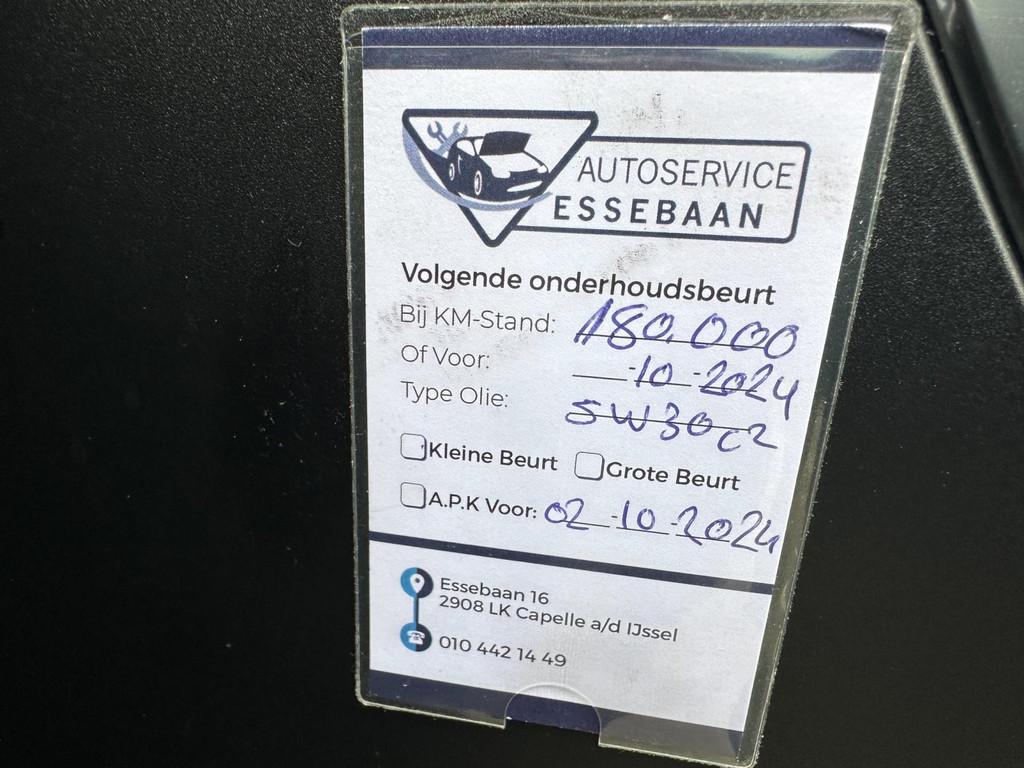 AUTOSERVICE
ESSEBAAN
Volgende onderhoudsbeurt
Bij KM-Stand: 180.000
Of Voor: -10-2024
Type Olie: 5W30 C2
Kleine Beurt Grote Beurt
A.P.K Voor: 02-10-2024
Essebaan 16
2908 LK Capelle a/d IJssel
010 442 14 49